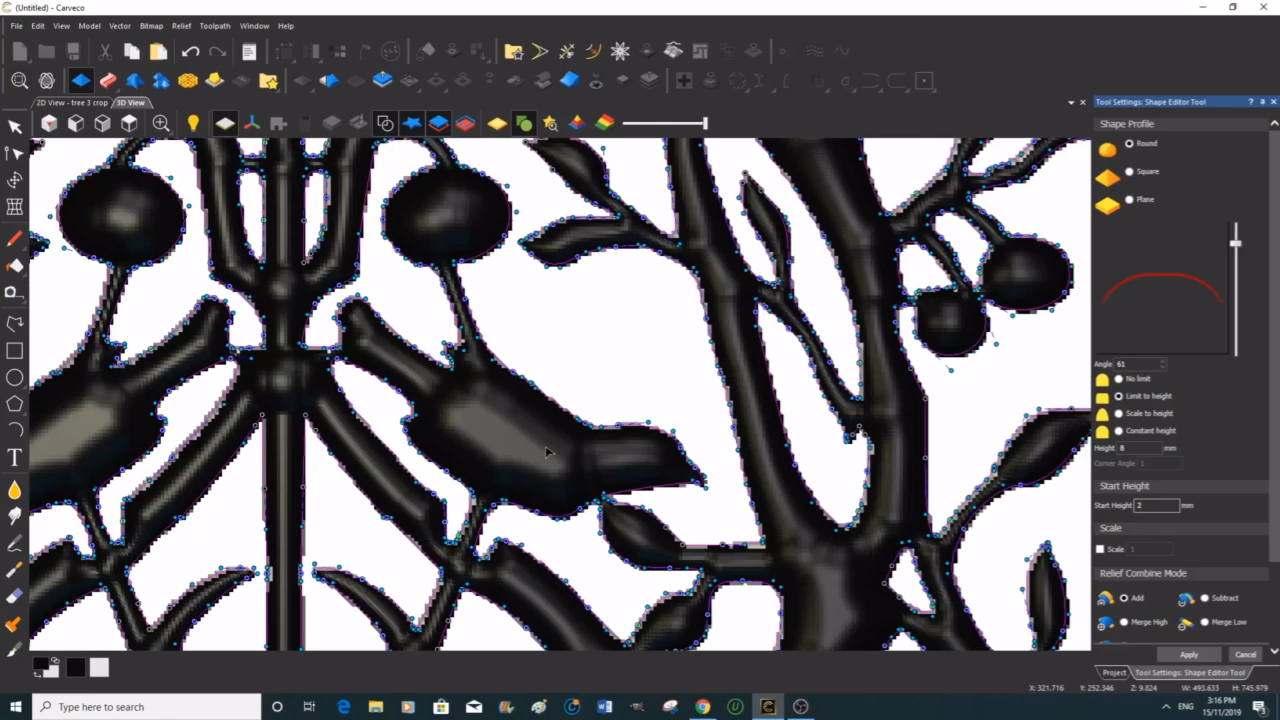 (Untitled) - Carveco
File Edit View Model Vector Bitmap Relief Toolpath Window Help
2D View - tree 3 crop 3D View
Tool Settings: Shape Editor Tool
Shape Profile
Round
Square
Plane
Angle 61
No limit
Limit to height
Scale to height
Constant height
Height 8 mm
Corner Angle 1
Start Height
Start Height 2 mm
Scale
Scale 1
Relief Combine Mode
Add Subtract
Merge High Merge Low
Apply Cancel
Project Tool Settings: Shape Editor Tool
X: 321.716 Y: 252.346 Z: 9.824 W: 493.633 H: 745.979
Type here to search
ENG
3:16 PM
15/11/2019